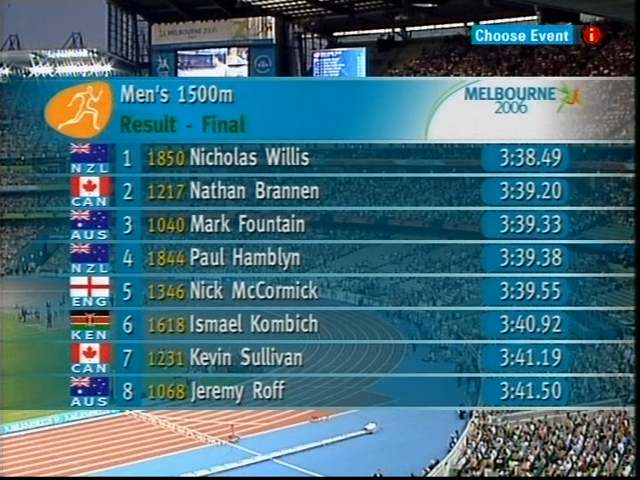 Choose Event i
Men's 1500m
Result - Final
MELBOURNE
2006
NZL 1 1850 Nicholas Willis 3:38.49
CAN 2 1217 Nathan Brannen 3:39.20
AUS 3 1040 Mark Fountain 3:39.33
NZL 4 1844 Paul Hamblyn 3:39.38
ENG 5 1346 Nick McCormick 3:39.55
KEN 6 1618 Ismael Kombich 3:40.92
CAN 7 1231 Kevin Sullivan 3:41.19
AUS 8 1068 Jeremy Roff 3:41.50